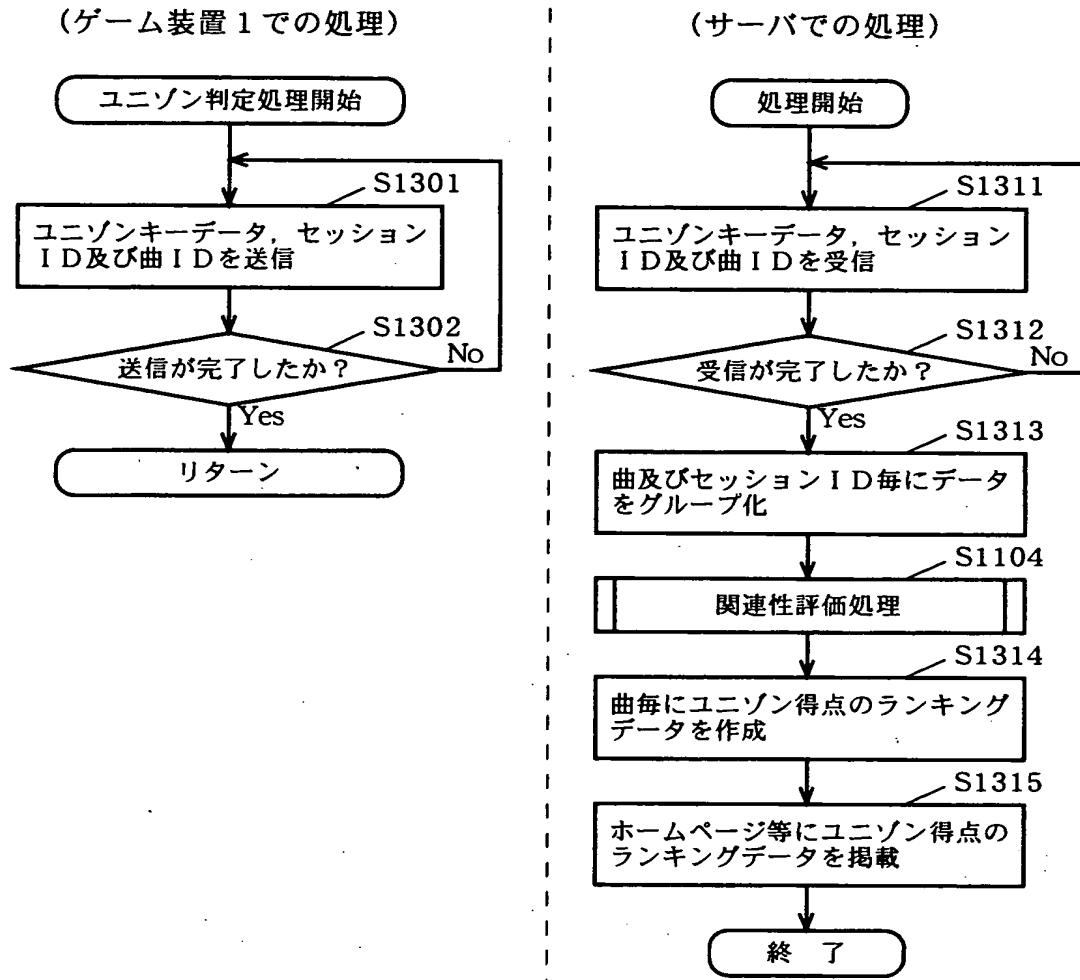 (ゲーム装置1での処理)
ユニゾン判定処理開始
S1301
ユニゾンキーデータ，セッション
ID及び曲IDを送信
S1302
送信が完了したか？
No
Yes
リターン
(サーバでの処理)
処理開始
S1311
ユニゾンキーデータ，セッション
ID及び曲IDを受信
S1312
受信が完了したか？
No
Yes
S1313
曲及びセッションID毎にデータ
をグループ化
S1104
関連性評価処理
S1314
曲毎にユニゾン得点のランキング
データを作成
S1315
ホームページ等にユニゾン得点の
ランキングデータを掲載
終 了